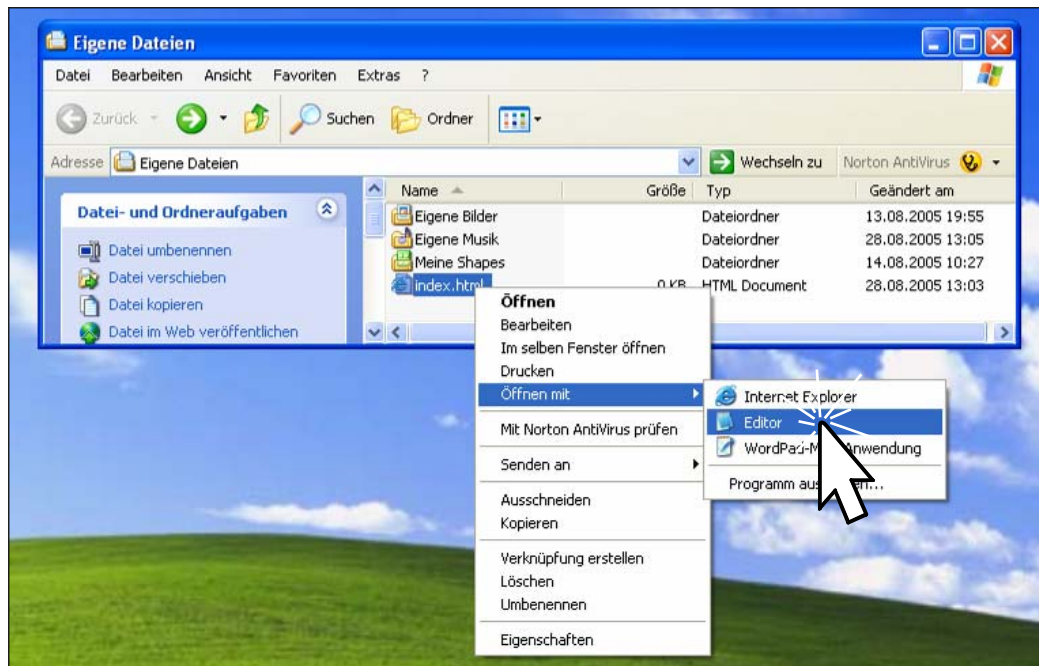 Eigene Dateien
Datei Bearbeiten Ansicht Favoriten Extras ?
Zurück Suchen Ordner
Adresse Eigene Dateien Wechseln zu Norton AntiVirus
Name Größe Typ Geändert am
Datei- und Ordneraufgaben
Datei umbenennen
Datei verschieben
Datei kopieren
Datei im Web veröffentlichen
Eigene Bilder Dateiordner 13.08.2005 19:55
Eigene Musik Dateiordner 28.08.2005 13:05
Meine Shapes Dateiordner 14.08.2005 10:27
index.html 0 KB HTML Document 28.08.2005 13:03
Öffnen
Bearbeiten
Im selben Fenster öffnen
Drucken
Öffnen mit
Mit Norton AntiVirus prüfen
Senden an
Ausschneiden
Kopieren
Verknüpfung erstellen
Löschen
Umbenennen
Eigenschaften
Internet Explorer
Editor
Anwendung
Programm